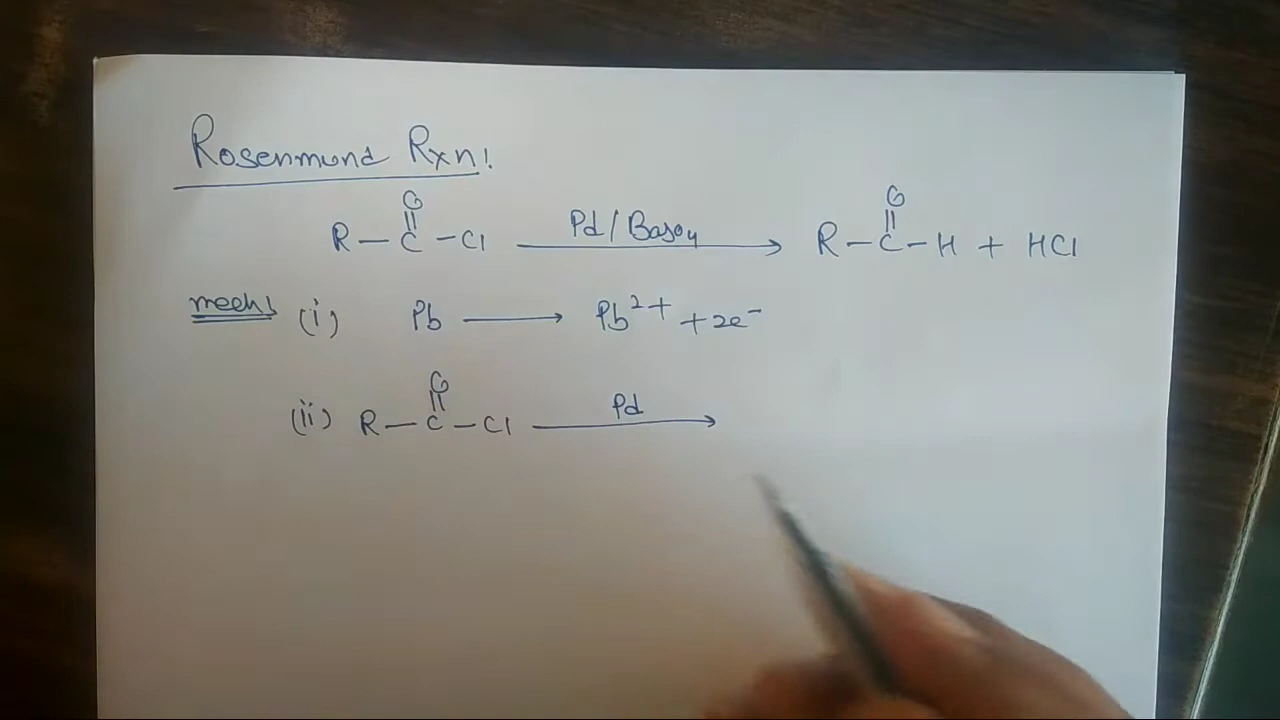 Rosenmund Rxn!
O
R — C — Cl Pd/BaSO4 → R — C — H + HCl
mech! (i) Pb → Pb²⁺ + 2e⁻
O
(ii) R — C — Cl Pd →